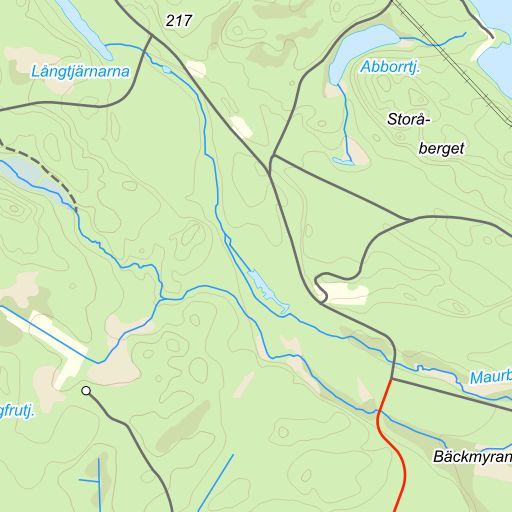 217
Långtjärnarna
Abborrtj.
Storå-
berget
Maurb
gfrutj.
Bäckmyran